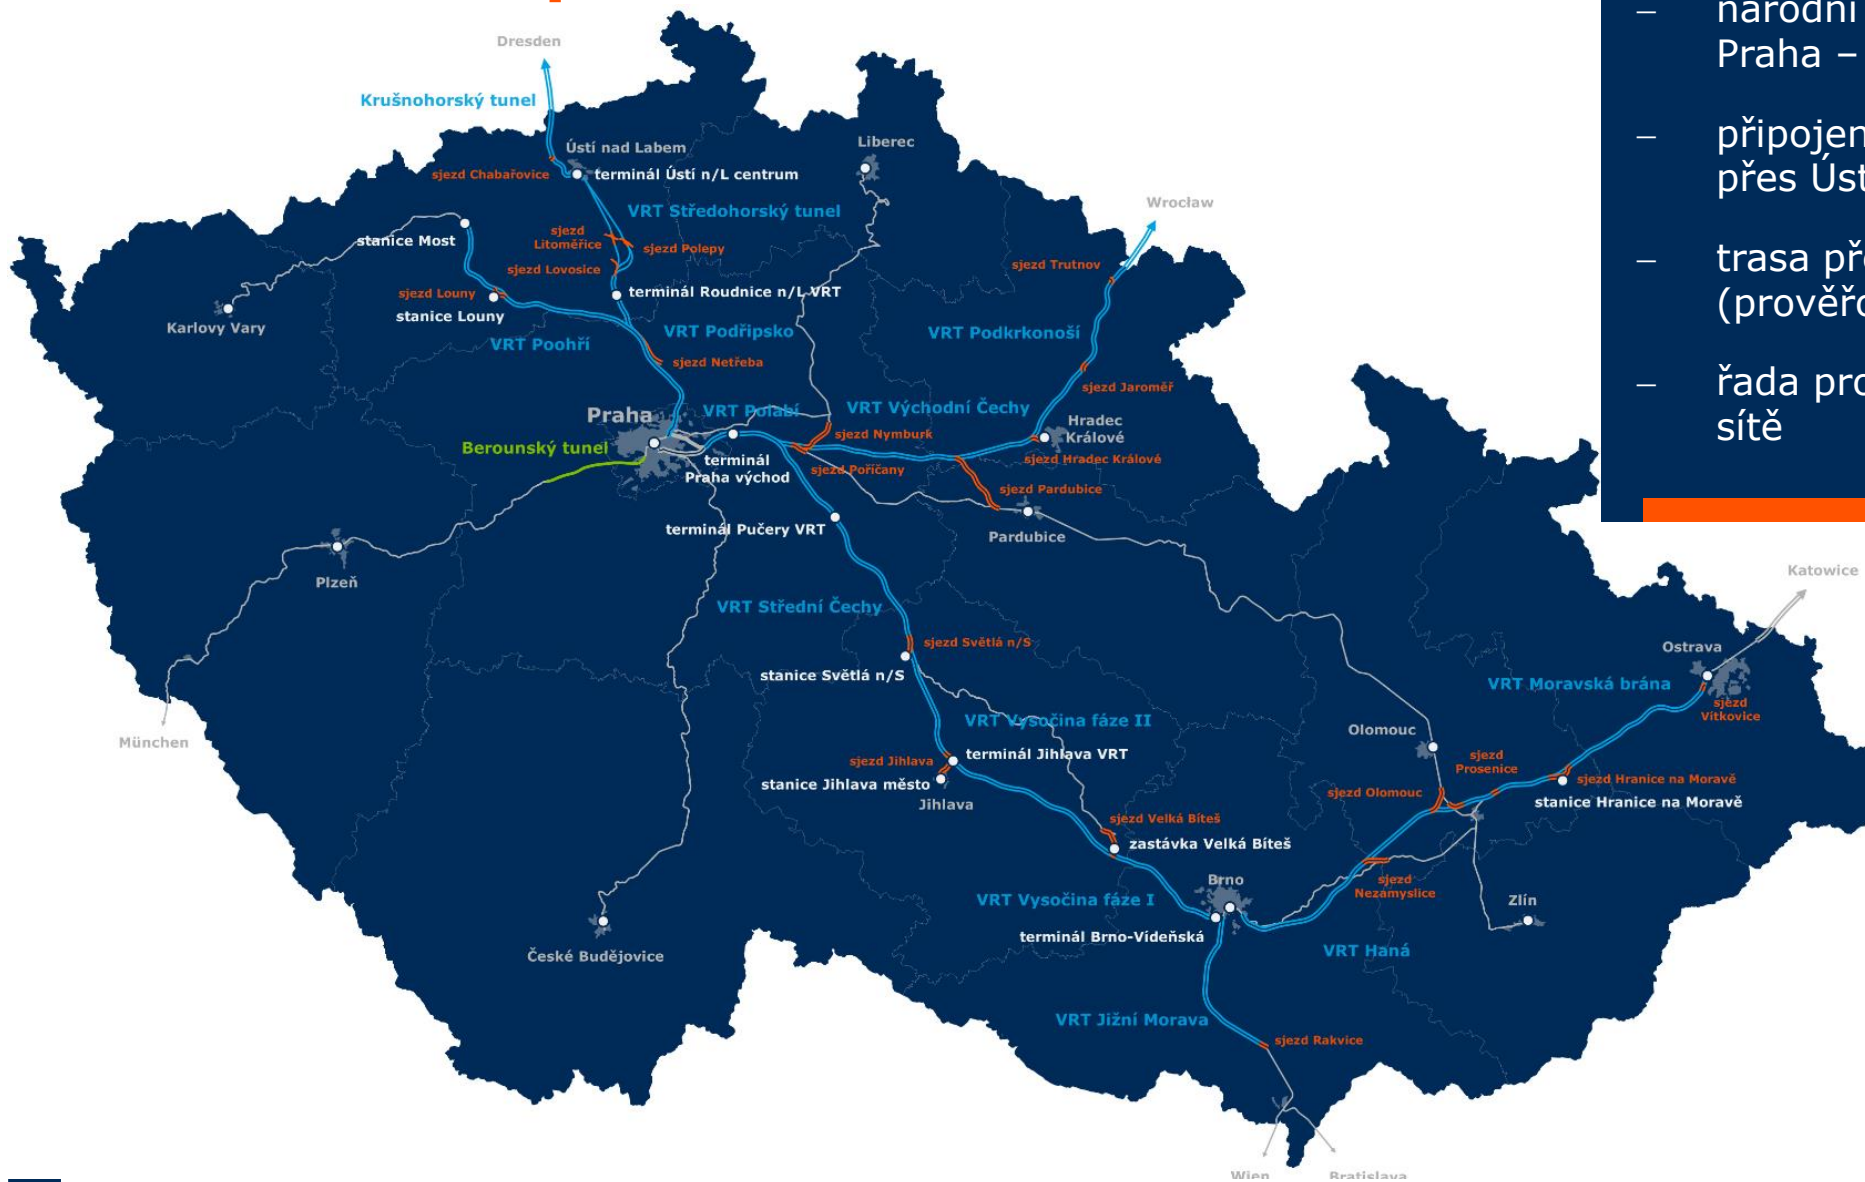 Dresden
Krušnohorský tunel
Ústí nad Labem
Liberec
sjezd Chabařovice
terminál Ústí n/L centrum
VRT Středohorský tunel
Wrocław
stanice Most
sjezd
Litoměřice
sjezd Polepy
sjezd Lovosice
sjezd Trutnov
sjezd Louny
terminál Roudnice n/L VRT
stanice Louny
Karlovy Vary
VRT Poohří
VRT Podřipsko
VRT Podkrkonoší
sjezd Netřeba
sjezd Jaroměř
Praha
VRT Polabí
VRT Východní Čechy
Hradec
Králové
Berounský tunel
sjezd Nymburk
terminál
Praha východ
sjezd Poříčany
sjezd Hradec Králové
sjezd Pardubice
terminál Pučery VRT
Pardubice
Plzeň
VRT Střední Čechy
sjezd Světlá n/S
stanice Světlá n/S
Katowice
Ostrava
VRT Moravská brána
sjezd
Vítkovice
München
VRT Vysočina fáze II
Olomouc
sjezd Jihlava
terminál Jihlava VRT
sjezd
Prosenice
stanice Jihlava město
Jihlava
sjezd Olomouc
sjezd Hranice na Moravě
stanice Hranice na Moravě
sjezd Velká Bíteš
zastávka Velká Bíteš
Brno
sjezd
Nezamyslice
VRT Vysočina fáze I
Zlín
terminál Brno-Vídeňská
České Budějovice
VRT Haná
VRT Jižní Morava
sjezd Rakvice
Wien
Bratislava
– národní
Praha –
– připojen
přes Úst
– trasa pře
(prověřo
– řada pro
sítě